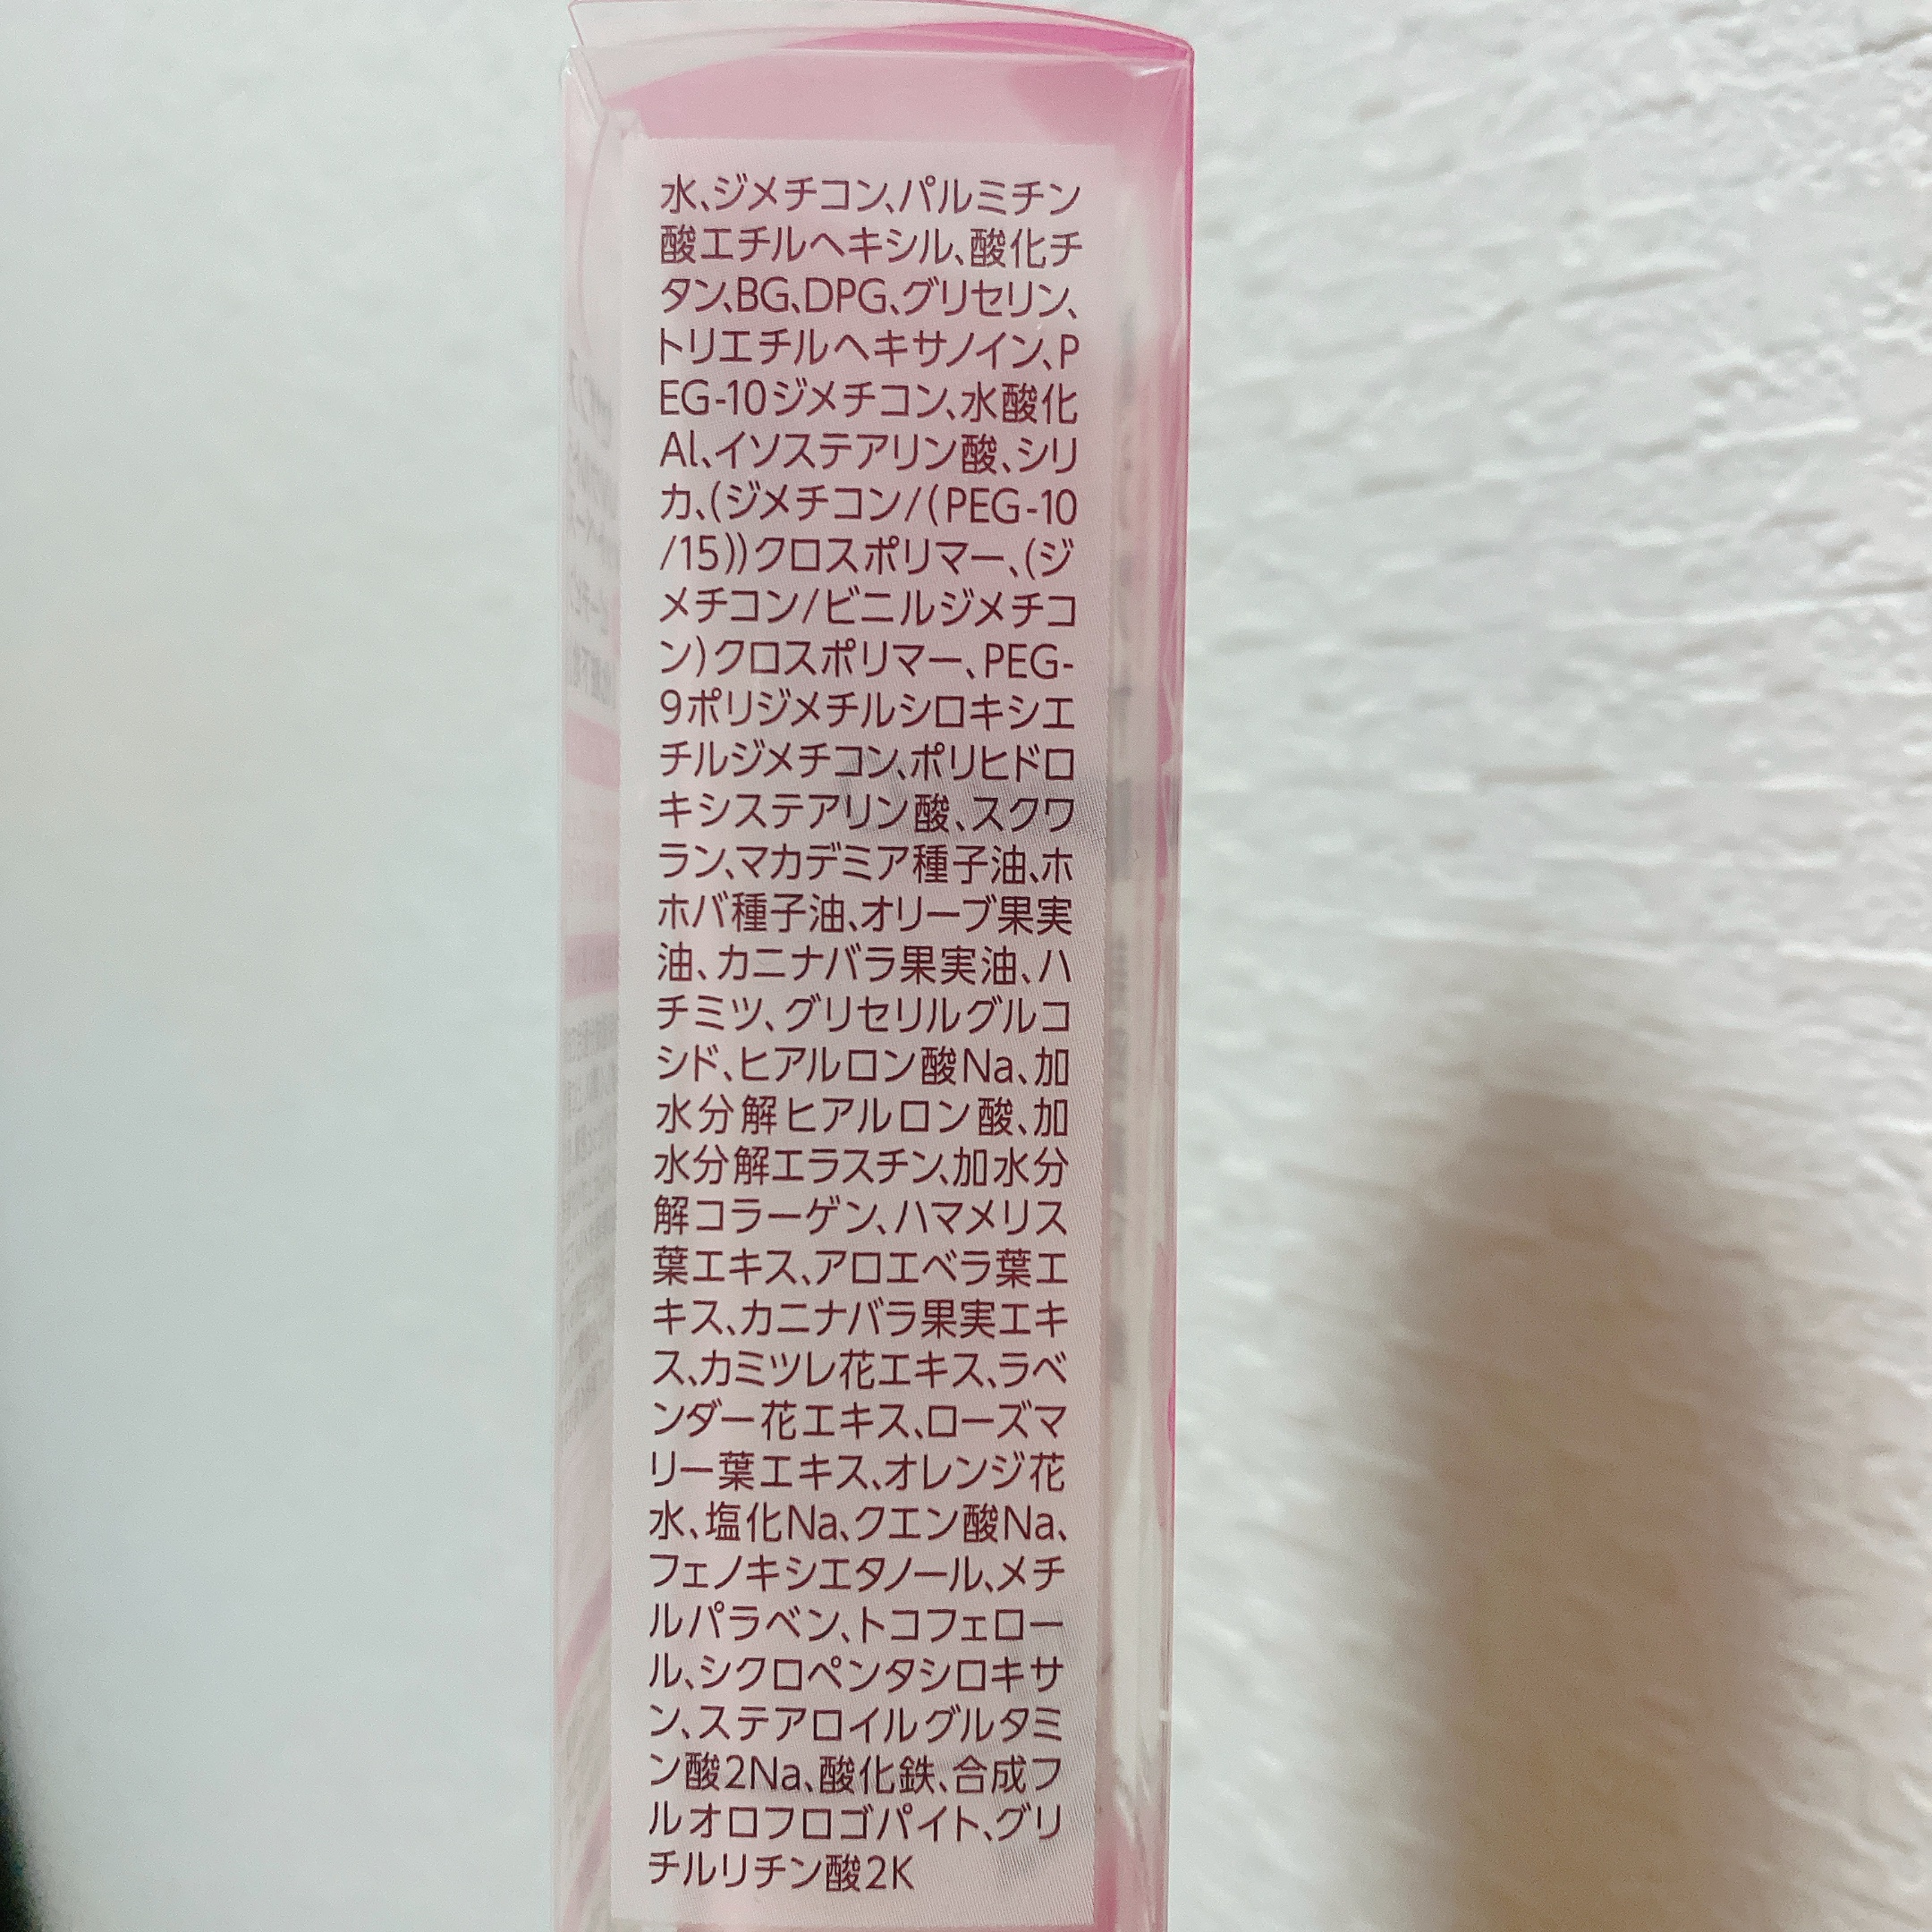 水、ジメチコン、パルミチン
酸エチルヘキシル、酸化チ
タン、BG、DPG、グリセリン、
トリエチルヘキサノイン、P
EG-10ジメチコン、水酸化
Al、イソステアリン酸、シリ
カ、(ジメチコン/(PEG-10
/15))クロスポリマー、(ジ
メチコン/ビニルジメチコ
ン)クロスポリマー、PEG-
9ポリジメチルシロキシエ
チルジメチコン、ポリヒドロ
キシステアリン酸、スクワ
ラン、マカデミア種子油、ホ
ホバ種子油、オリーブ果実
油、カニナバラ果実油、ハ
チミツ、グリセリルグルコ
シド、ヒアルロン酸Na、加
水分解ヒアルロン酸、加
水分解エラスチン、加水分
解コラーゲン、ハマメリス
葉エキス、アロエベラ葉エ
キス、カニナバラ果実エキ
ス、カミツレ花エキス、ラベ
ンダー花エキス、ローズマ
リー葉エキス、オレンジ花
水、塩化Na、クエン酸Na、
フェノキシエタノール、メチ
ルパラベン、トコフェロー
ル、シクロペンタシロキサ
ン、ステアロイルグルタミ
ン酸2Na、酸化鉄、合成フ
ルオロフロゴパイト、グリ
チルリチン酸2K